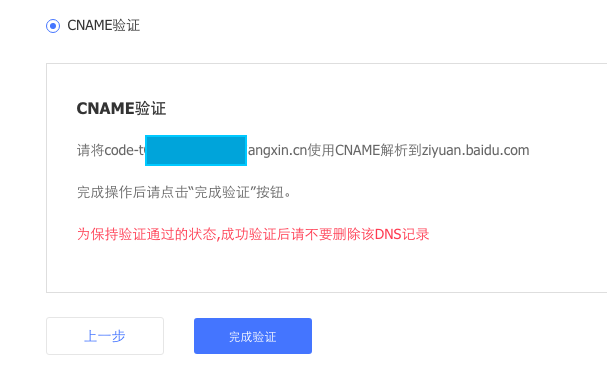 CNAME验证
CNAME验证
请将code-t angxin.cn使用CNAME解析到ziyuan.baidu.com
完成操作后请点击“完成验证”按钮。
为保持验证通过的状态,成功验证后请不要删除该DNS记录
上一步 完成验证